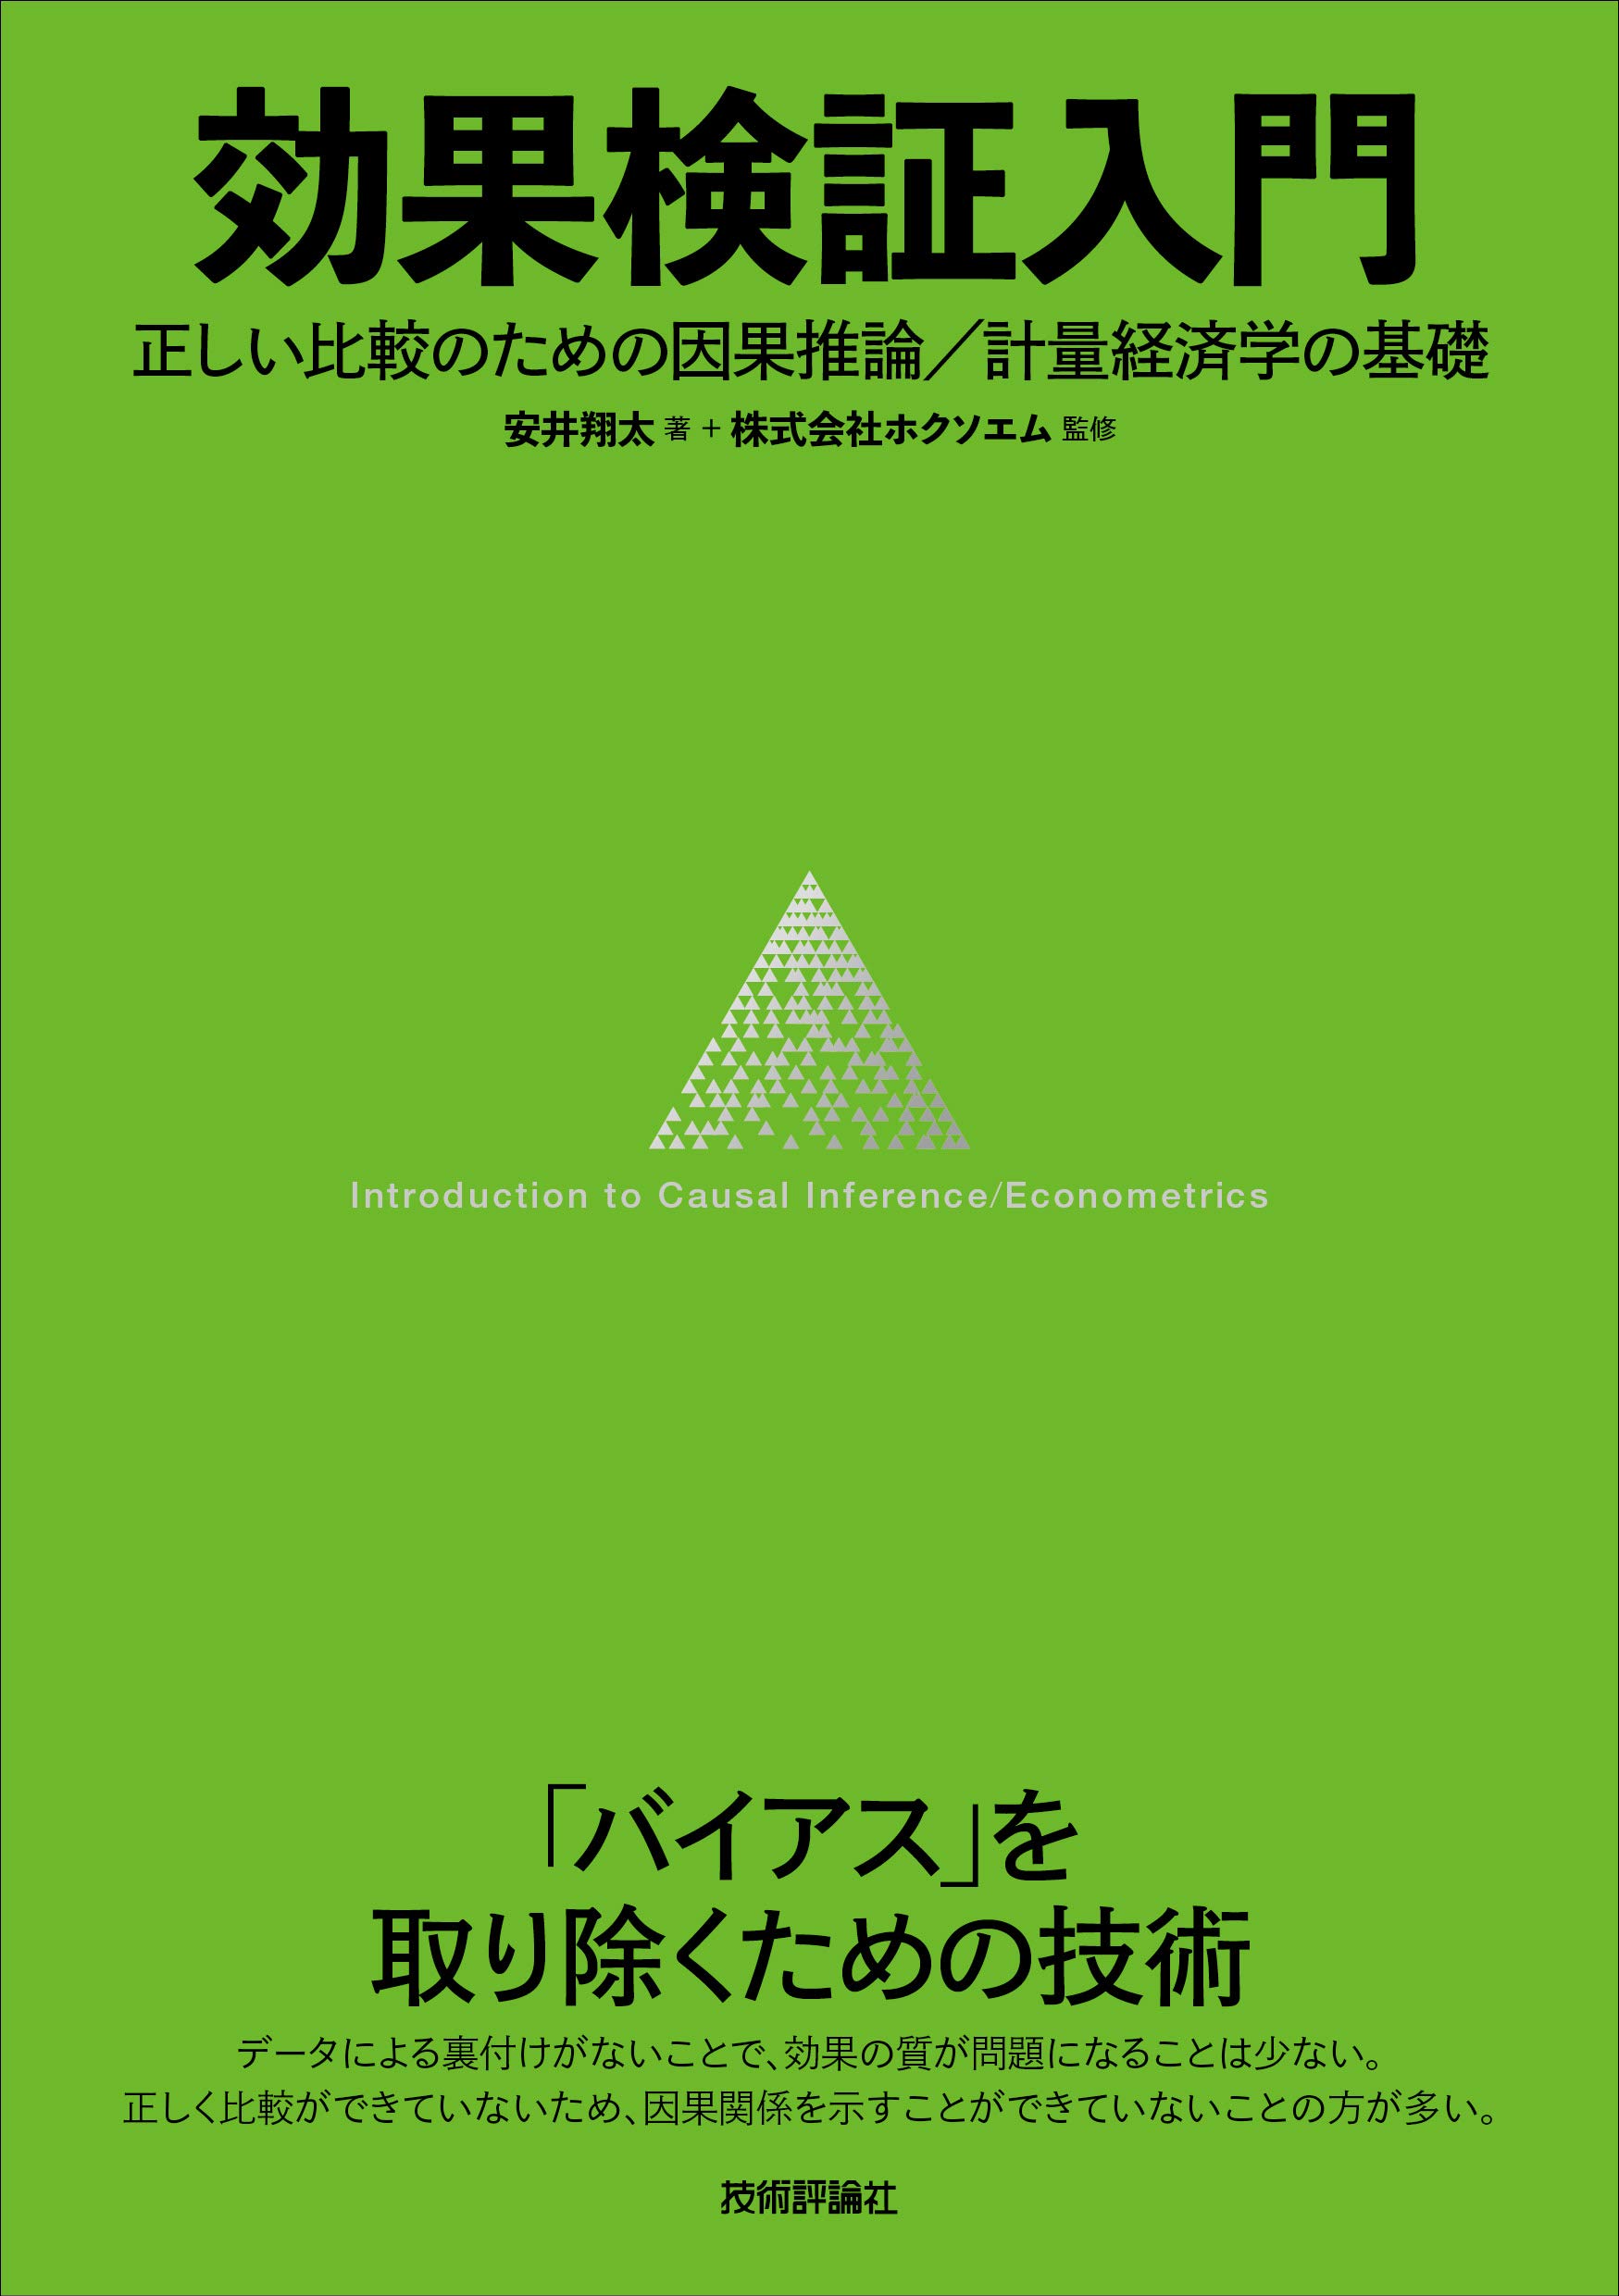 効果検証入門
正しい比較のための因果推論／計量経済学の基礎
安井翔太 著 + 株式会社ホクソエム 監修
Introduction to Causal Inference/Econometrics
「バイアス」を
取り除くための技術
データによる裏付けがないことで、効果の質が問題になることは少ない。
正しく比較ができていないため、因果関係を示すことができていないことの方が多い。
技術評論社